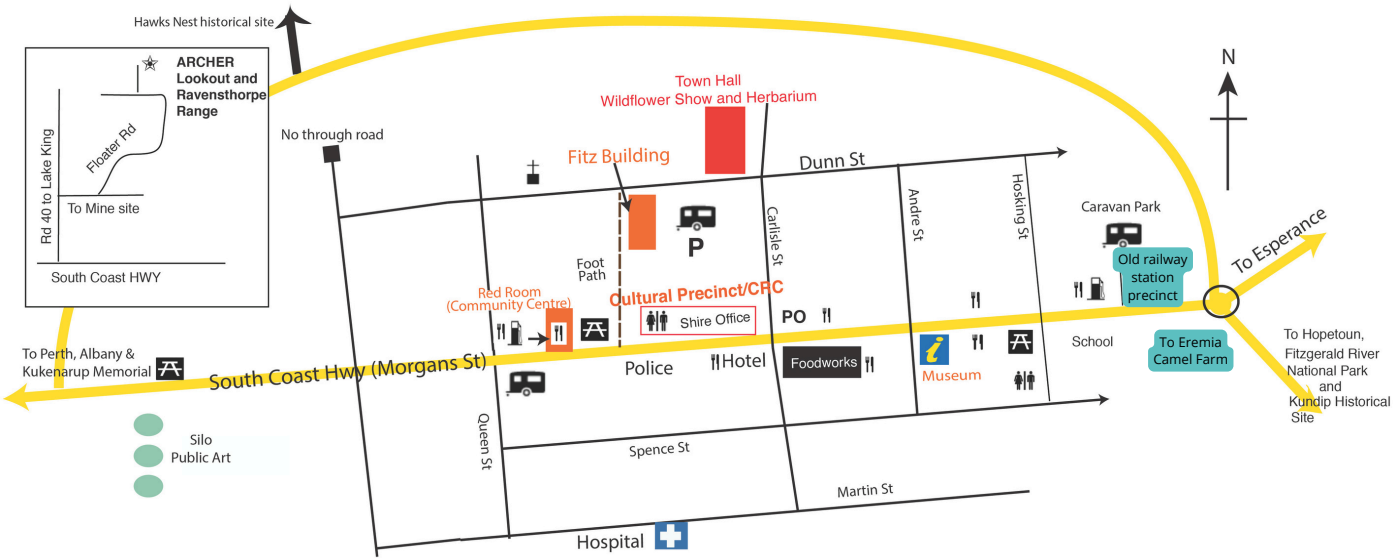 Hawks Nest historical site
ARCHER
Lookout and
Ravensthorpe
Range
Rd 40 to Lake King
Floater Rd
To Mine site
South Coast HWY
No through road
Town Hall
Wildflower Show and Herbarium
Fitz Building
Dunn St
N
P
Carlisle St
Andre St
Hosking St
Caravan Park
Old railway
station
precinct
To Esperance
Foot
Path
Red Room
(Community Centre)
Cultural Precinct/CRC
Shire Office
PO
To Perth, Albany &
Kukenarup Memorial
South Coast Hwy (Morgans St)
Police
Hotel
Foodworks
i
Museum
School
To Eremia
Camel Farm
To Hopetoun,
Fitzgerald River
National Park
and
Kundip Historical
Site
Silo
Public Art
Queen St
Spence St
Martin St
Hospital